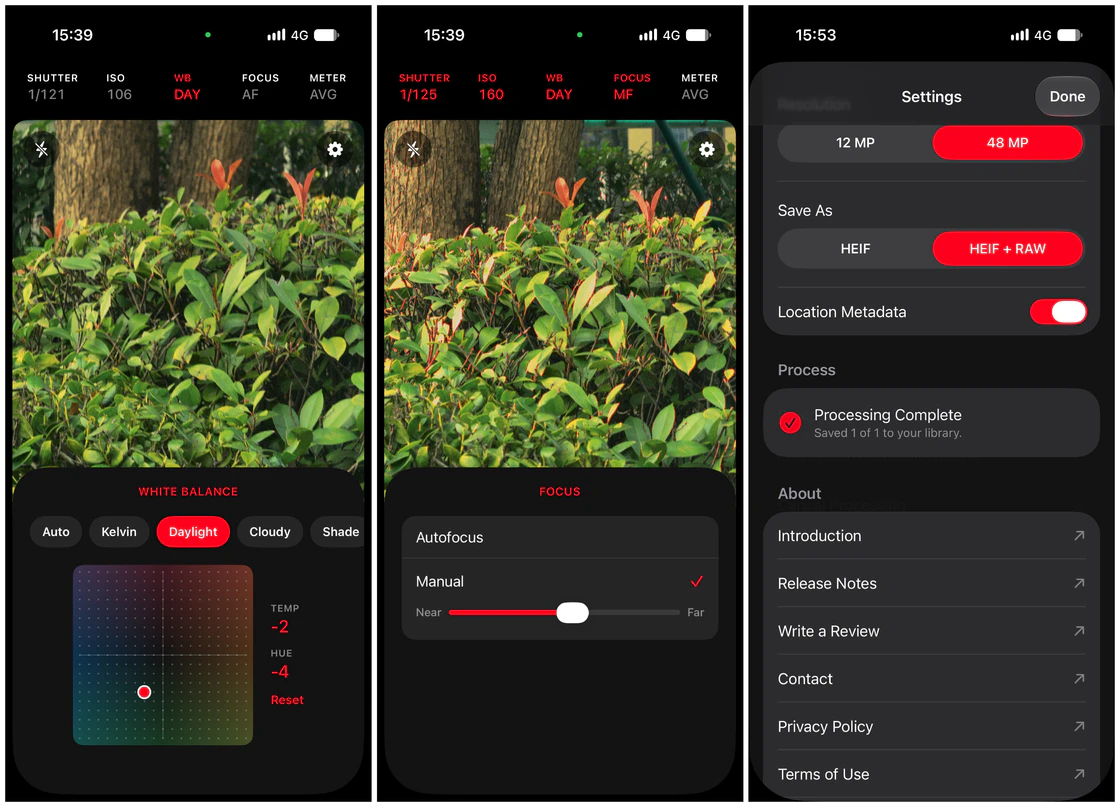 15:39
4G
SHUTTER ISO WB FOCUS METER
1/121 106 DAY AF AVG
WHITE BALANCE
Auto Kelvin Daylight Cloudy Shade
TEMP
-2
HUE
-4
Reset
15:39
4G
SHUTTER ISO WB FOCUS METER
1/125 160 DAY MF AVG
FOCUS
Autofocus
Manual
Near Far
15:53
4G
Resolution
Settings
Done
12 MP 48 MP
Save As
HEIF HEIF + RAW
Location Metadata
Process
Processing Complete
Saved 1 of 1 to your library.
About
Introduction
Release Notes
Write a Review
Contact
Privacy Policy
Terms of Use